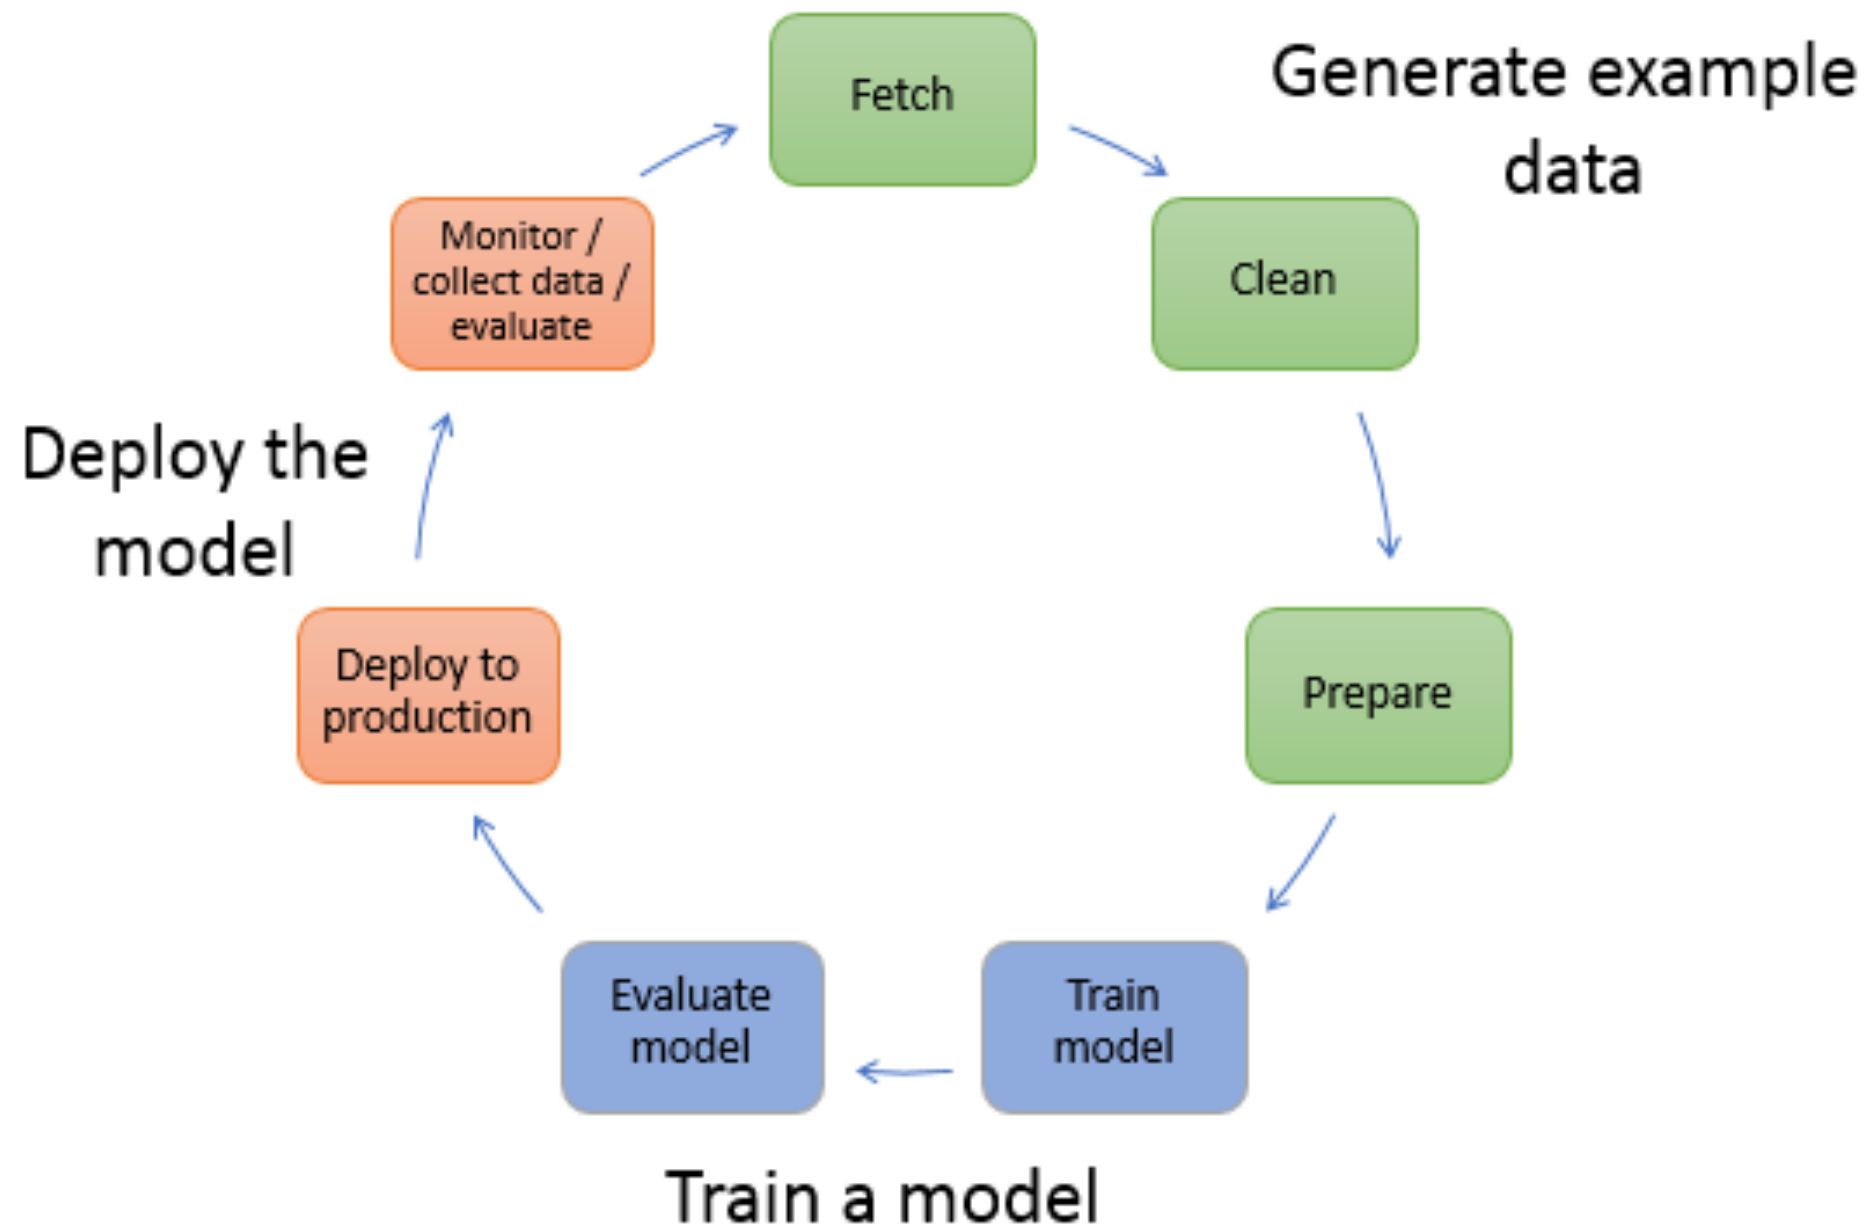 Fetch
Generate example
data
Clean
Prepare
Train
model
Train a model
Evaluate
model
Deploy to
production
Deploy the
model
Monitor /
collect data /
evaluate